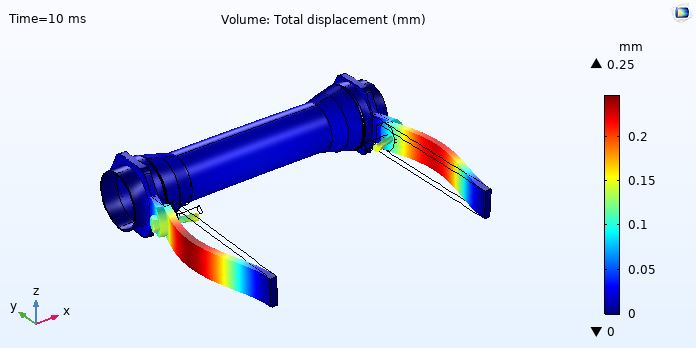 Time=10 ms
Volume: Total displacement (mm)
mm
▲ 0.25
0.2
0.15
0.1
0.05
0
▼ 0
z
y
x